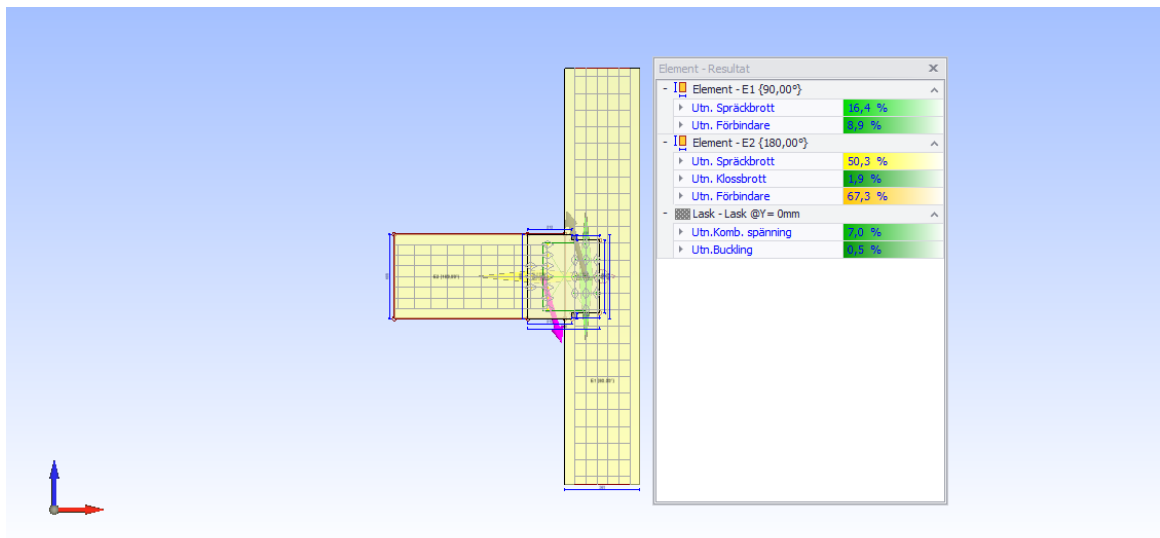 Element - Resultat
Element - E1 {90,00°}
Utn. Spräckbrott 16,4 %
Utn. Förbindare 8,9 %
Element - E2 {180,00°}
Utn. Spräckbrott 50,3 %
Utn. Klossbrott 1,9 %
Utn. Förbindare 67,3 %
Lask - Lask @Y= 0mm
Utn.Komb. spänning 7,0 %
Utn.Buckling 0,5 %